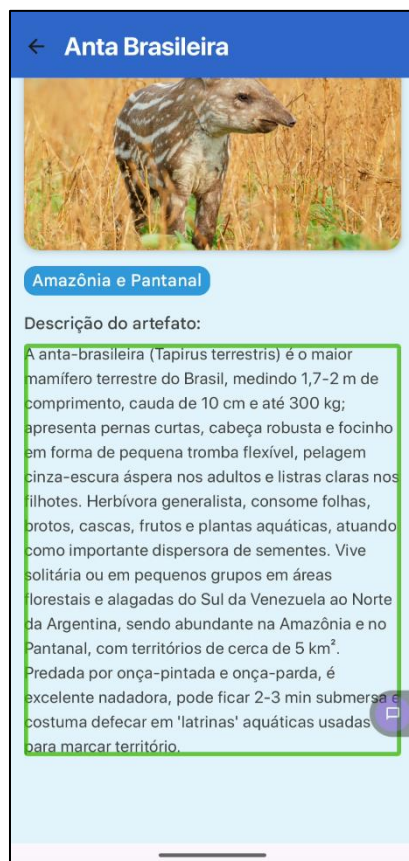 Anta Brasileira
Amazônia e Pantanal
Descrição do artefato:
A anta-brasileira (Tapirus terrestris) é o maior
mamífero terrestre do Brasil, medindo 1,7-2 m de
comprimento, cauda de 10 cm e até 300 kg;
apresenta pernas curtas, cabeça robusta e focinho
em forma de pequena tromba flexível, pelagem
cinza-escura áspera nos adultos e listras claras nos
filhotes. Herbívora generalista, consome folhas,
brotos, cascas, frutos e plantas aquáticas, atuando
como importante dispersora de sementes. Vive
solitária ou em pequenos grupos em áreas
florestais e alagadas do Sul da Venezuela ao Norte
da Argentina, sendo abundante na Amazônia e no
Pantanal, com territórios de cerca de 5 km².
Predada por onça-pintada e onça-parda, é
excelente nadadora, pode ficar 2-3 min submersa e
costuma defecar em 'latrinas' aquáticas usadas
para marcar território.